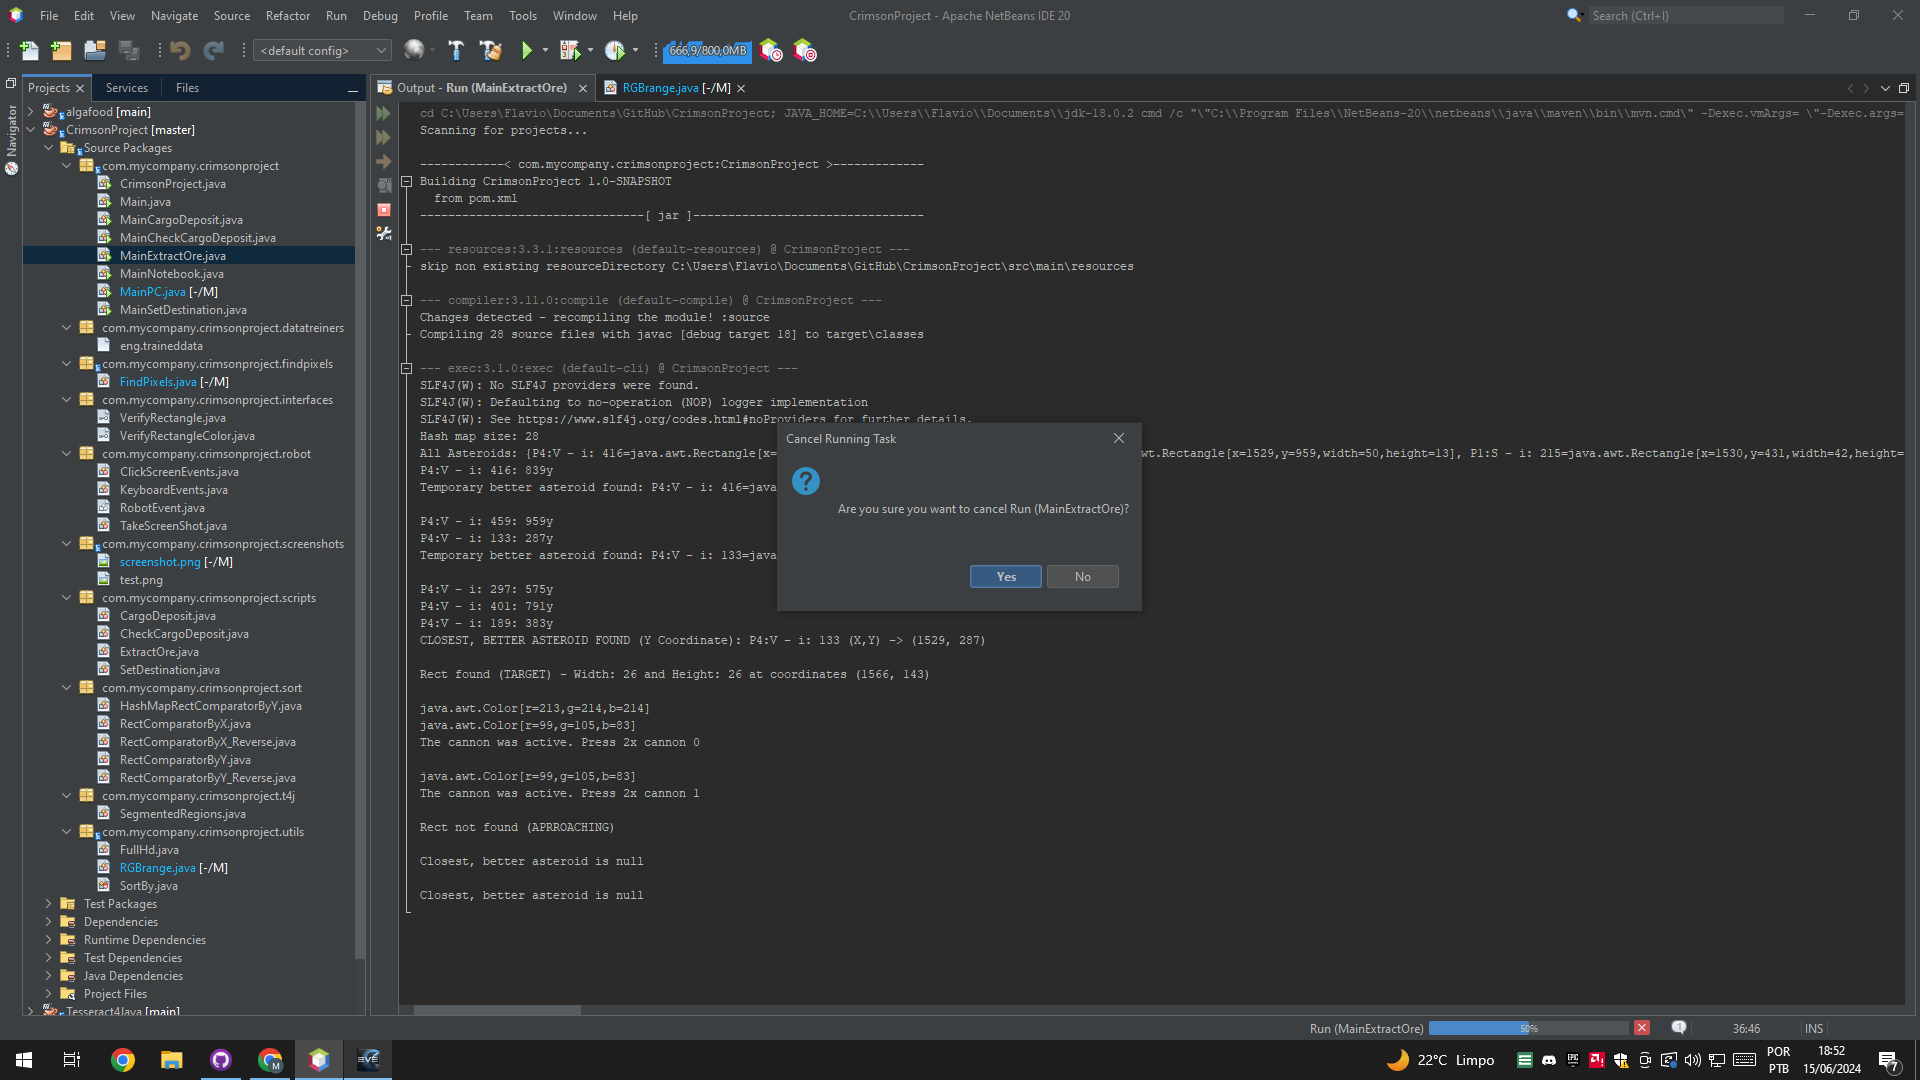 File Edit View Navigate Source Refactor Run Debug Profile Team Tools Window Help
CrimsonProject - Apache NetBeans IDE 20
Search (Ctrl+I)
<default config>
666,9/800,0MB
Projects Services Files
Output - Run (MainExtractOre)
RGBrange.java [-/M]
Navigator
algafood [main]
CrimsonProject [master]
Source Packages
com.mycompany.crimsonproject
CrimsonProject.java
Main.java
MainCargoDeposit.java
MainCheckCargoDeposit.java
MainExtractOre.java
MainNotebook.java
MainPC.java [-/M]
MainSetDestination.java
com.mycompany.crimsonproject.datatreiners
eng.traineddata
com.mycompany.crimsonproject.findpixels
FindPixels.java [-/M]
com.mycompany.crimsonproject.interfaces
VerifyRectangle.java
VerifyRectangleColor.java
com.mycompany.crimsonproject.robot
ClickScreenEvents.java
KeyboardEvents.java
RobotEvent.java
TakeScreenShot.java
com.mycompany.crimsonproject.screenshots
screenshot.png [-/M]
test.png
com.mycompany.crimsonproject.scripts
CargoDeposit.java
CheckCargoDeposit.java
ExtractOre.java
SetDestination.java
com.mycompany.crimsonproject.sort
HashMapRectComparatorByY.java
RectComparatorByX.java
RectComparatorByX_Reverse.java
RectComparatorByY.java
RectComparatorByY_Reverse.java
com.mycompany.crimsonproject.t4j
SegmentedRegions.java
com.mycompany.crimsonproject.utils
FullHd.java
RGBrange.java [-/M]
SortBy.java
Test Packages
Dependencies
Runtime Dependencies
Test Dependencies
Java Dependencies
Project Files
Tesseract4Java [main]
cd C:\Users\Flavio\Documents\GitHub\CrimsonProject; JAVA_HOME=C:\\Users\\Flavio\\Documents\\jdk-18.0.2 cmd /c "\"C:\\Program Files\\NetBeans-20\\netbeans\\java\\maven\\bin\\mvn.cmd\" -Dexec.vmArgs= \"-Dexec.args=
Scanning for projects...
------------< com.mycompany.crimsonproject:CrimsonProject >-------------
Building CrimsonProject 1.0-SNAPSHOT
from pom.xml
--------------------------------[ jar ]---------------------------------
--- resources:3.3.1:resources (default-resources) @ CrimsonProject ---
skip non existing resourceDirectory C:\Users\Flavio\Documents\GitHub\CrimsonProject\src\main\resources
--- compiler:3.11.0:compile (default-compile) @ CrimsonProject ---
Changes detected - recompiling the module! :source
Compiling 28 source files with javac [debug target 18] to target\classes
--- exec:3.1.0:exec (default-cli) @ CrimsonProject ---
SLF4J(W): No SLF4J providers were found.
SLF4J(W): Defaulting to no-operation (NOP) logger implementation
SLF4J(W): See https://www.slf4j.org/codes.html#noProviders for further details.
Hash map size: 28
All Asteroids: {P4:V - i: 416=java.awt.Rectangle[x= wt.Rectangle[x=1529,y=959,width=50,height=13], P1:S - i: 215=java.awt.Rectangle[x=1530,y=431,width=42,height=
P4:V - i: 416: 839y
Temporary better asteroid found: P4:V - i: 416=java
P4:V - i: 459: 959y
P4:V - i: 133: 287y
Temporary better asteroid found: P4:V - i: 133=java
P4:V - i: 297: 575y
P4:V - i: 401: 791y
P4:V - i: 189: 383y
CLOSEST, BETTER ASTEROID FOUND (Y Coordinate): P4:V - i: 133 (X,Y) -> (1529, 287)
Rect found (TARGET) - Width: 26 and Height: 26 at coordinates (1566, 143)
java.awt.Color[r=213,g=214,b=214]
java.awt.Color[r=99,g=105,b=83]
The cannon was active. Press 2x cannon 0
java.awt.Color[r=99,g=105,b=83]
The cannon was active. Press 2x cannon 1
Rect not found (APRROACHING)
Closest, better asteroid is null
Closest, better asteroid is null
Cancel Running Task
Are you sure you want to cancel Run (MainExtractOre)?
Yes No
Run (MainExtractOre) 50% 36:46 INS
22°C Limpo
POR
PTB
18:52
15/06/2024
7